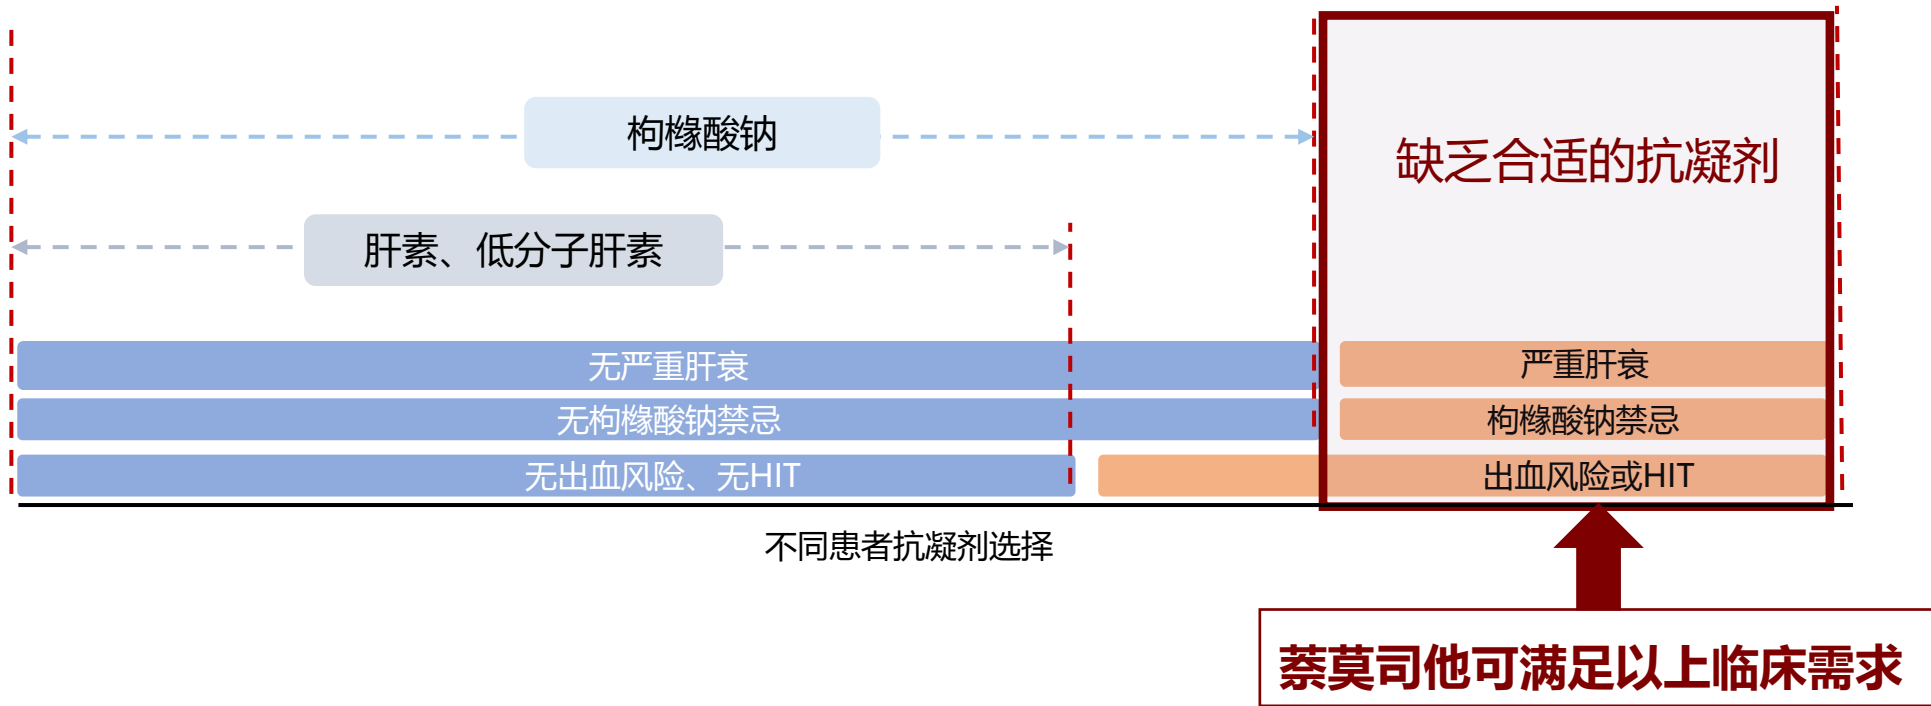 枸橼酸钠
缺乏合适的抗凝剂
肝素、低分子肝素
无严重肝衰
严重肝衰
无枸橼酸钠禁忌
枸橼酸钠禁忌
无出血风险、无HIT
出血风险或HIT
不同患者抗凝剂选择
萘莫司他可满足以上临床需求